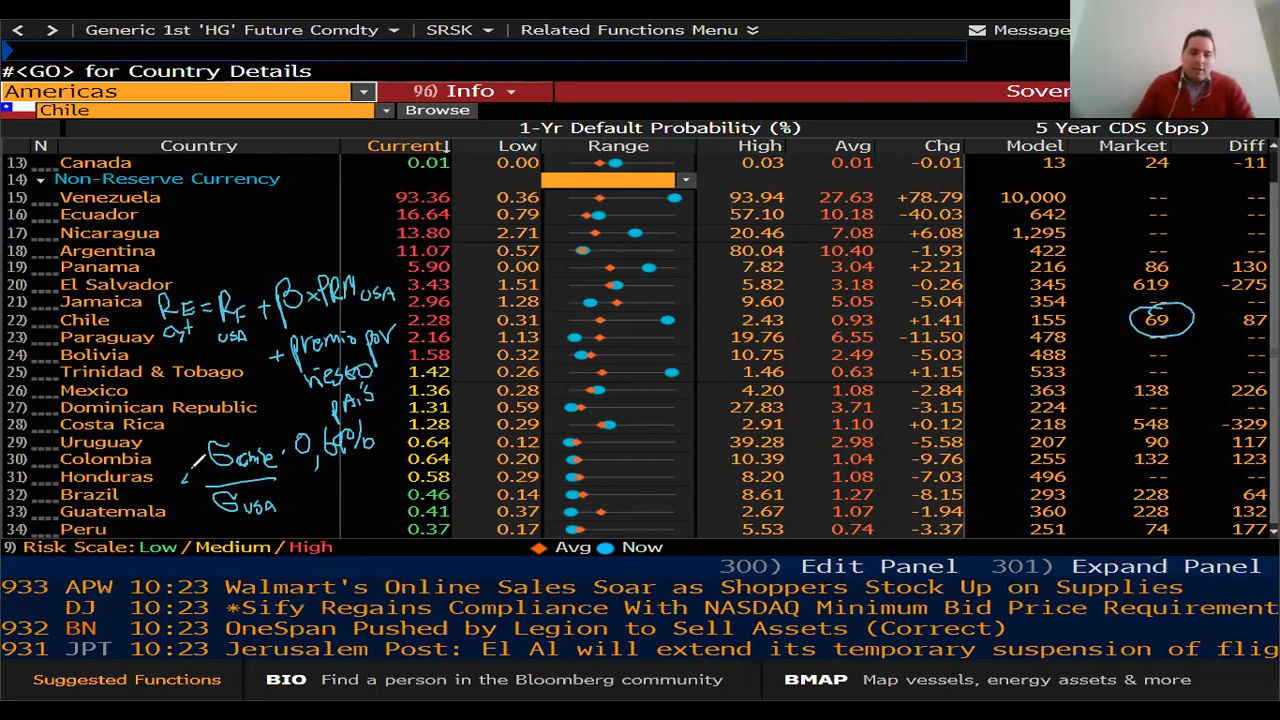 < > Generic 1st 'HG' Future Comdty SRSK Related Functions Menu Message
#<GO> for Country Details
Americas 96) Info Sover
Chile Browse
1-Yr Default Probability (%) 5 Year CDS (bps)
N Country Current↓ Low Range High Avg Chg Model Market Diff
13) Canada 0.01 0.00 0.03 0.01 -0.01 13 24 -11
14) Non-Reserve Currency
15) Venezuela 93.36 0.36 93.94 27.63 +78.79 10,000 -- --
16) Ecuador 16.64 0.79 57.10 10.18 -40.03 642 -- --
17) Nicaragua 13.80 2.71 20.46 7.08 +6.08 1,295 -- --
18) Argentina 11.07 0.57 80.04 10.40 -1.93 422 -- --
19) Panama 5.90 0.00 7.82 3.04 +2.21 216 86 130
20) El Salvador 3.43 1.51 5.82 3.18 -0.26 345 619 -275
21) Jamaica 2.96 1.28 9.60 5.05 -5.04 354 -- --
22) Chile 2.28 0.31 2.43 0.93 +1.41 155 69 87
23) Paraguay 2.16 1.13 19.76 6.55 -11.50 478 -- --
24) Bolivia 1.58 0.32 10.75 2.49 -5.03 488 -- --
25) Trinidad & Tobago 1.42 0.26 1.46 0.63 +1.15 533 -- --
26) Mexico 1.36 0.28 4.20 1.08 -2.84 363 138 226
27) Dominican Republic 1.31 0.59 27.83 3.71 -3.15 224 -- --
28) Costa Rica 1.28 0.29 2.91 1.10 +0.12 218 548 -329
29) Uruguay 0.64 0.12 39.28 2.98 -5.58 207 90 117
30) Colombia 0.64 0.20 10.39 1.04 -9.76 255 132 123
31) Honduras 0.58 0.29 8.20 1.08 -7.03 496 -- --
32) Brazil 0.46 0.14 8.61 1.27 -8.15 293 228 64
33) Guatemala 0.41 0.37 2.67 1.08 -1.94 360 228 132
34) Peru 0.37 0.17 5.53 0.74 -3.37 251 74 177
RE = RF + β x PRM USA
USA
+ premio por
riesgo
país
σ chile
σ USA
9) Risk Scale: Low / Medium / High Avg Now
300) Edit Panel 301) Expand Panel
933 APW 10:23 Walmart's Online Sales Soar as Shoppers Stock Up on Supplies
DJ 10:23 *Sify Regains Compliance With NASDAQ Minimum Bid Price Requirement
932 BN 10:23 OneSpan Pushed by Legion to Sell Assets (Correct)
931 JPT 10:23 Jerusalem Post: El Al will extend its temporary suspension of flig
Suggested Functions BIO Find a person in the Bloomberg community BMAP Map vessels, energy assets & more